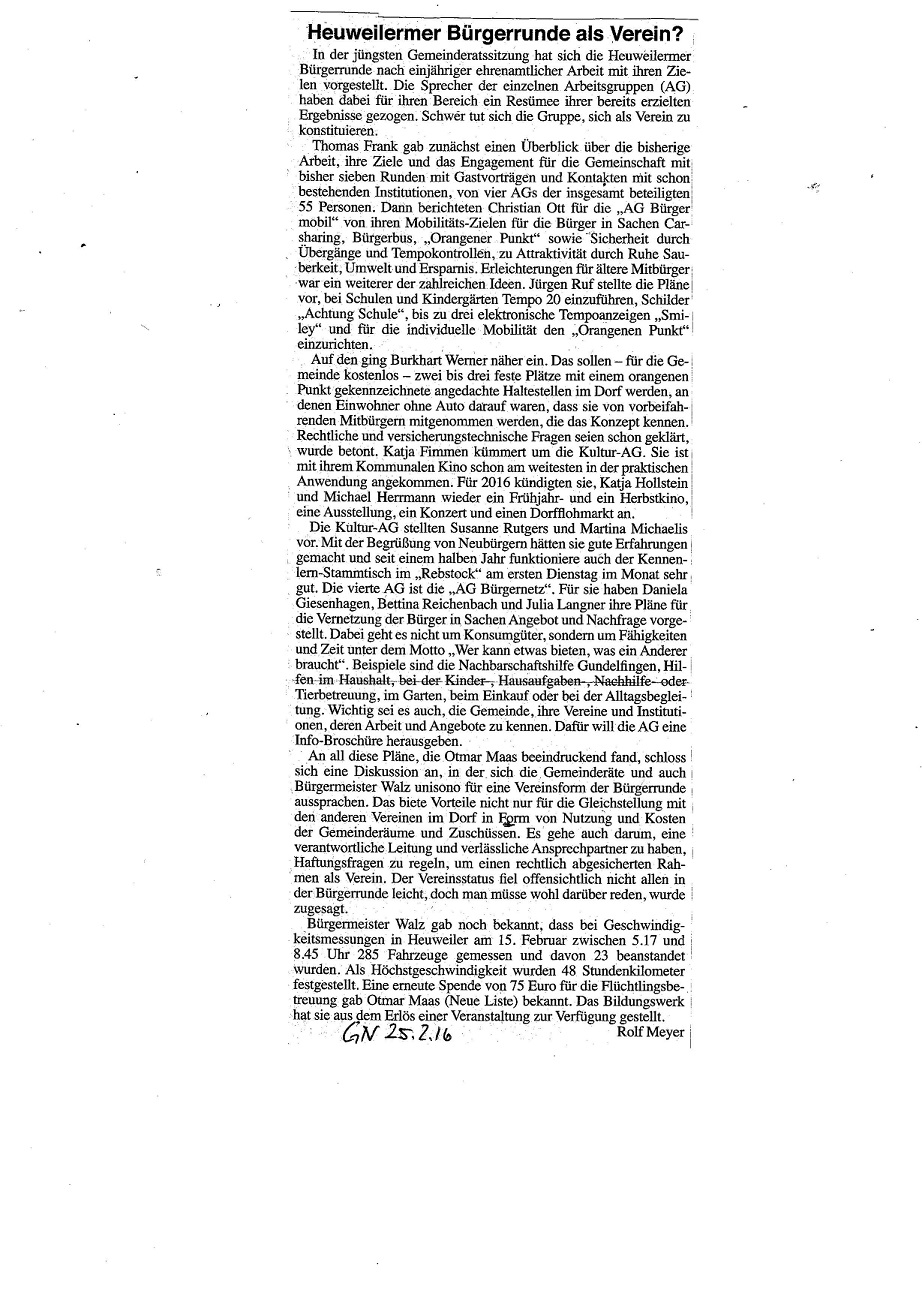 Heuweilermer Bürgerrunde als Verein?
In der jüngsten Gemeinderatssitzung hat sich die Heuweilermer
Bürgerrunde nach einjähriger ehrenamtlicher Arbeit mit ihren Zie-
len vorgestellt. Die Sprecher der einzelnen Arbeitsgruppen (AG)
haben dabei für ihren Bereich ein Resümee ihrer bereits erzielten
Ergebnisse gezogen. Schwer tut sich die Gruppe, sich als Verein zu
konstituieren.
Thomas Frank gab zunächst einen Überblick über die bisherige
Arbeit, ihre Ziele und das Engagement für die Gemeinschaft mit
bisher sieben Runden mit Gastvorträgen und Kontakten mit schon
bestehenden Institutionen, von vier AGs der insgesamt beteiligten
55 Personen. Dann berichteten Christian Ott für die „AG Bürger
mobil“ von ihren Mobilitäts-Zielen für die Bürger in Sachen Car-
sharing, Bürgerbus, „Orangener Punkt“ sowie Sicherheit durch
Übergänge und Tempokontrollen, zu Attraktivität durch Ruhe Sau-
berkeit, Umwelt und Ersparnis. Erleichterungen für ältere Mitbürger
war ein weiterer der zahlreichen Ideen. Jürgen Ruf stellte die Pläne
vor, bei Schulen und Kindergärten Tempo 20 einzuführen, Schilder
„Achtung Schule“, bis zu drei elektronische Tempoanzeigen „Smi-
ley“ und für die individuelle Mobilität den „Orangenen Punkt“
einzurichten.
Auf den ging Burkhart Werner näher ein. Das sollen – für die Ge-
meinde kostenlos – zwei bis drei feste Plätze mit einem orangenen
Punkt gekennzeichnete angedachte Haltestellen im Dorf werden, an
denen Einwohner ohne Auto darauf waren, dass sie von vorbeifah-
renden Mitbürgern mitgenommen werden, die das Konzept kennen.
Rechtliche und versicherungstechnische Fragen seien schon geklärt,
wurde betont. Katja Fimmen kümmert um die Kultur-AG. Sie ist
mit ihrem Kommunalen Kino schon am weitesten in der praktischen
Anwendung angekommen. Für 2016 kündigten sie, Katja Hollstein
und Michael Herrmann wieder ein Frühjahr- und ein Herbstkino,
eine Ausstellung, ein Konzert und einen Dorfflohmarkt an.
Die Kultur-AG stellten Susanne Rutgers und Martina Michaelis
vor. Mit der Begrüßung von Neubürgern hätten sie gute Erfahrungen
gemacht und seit einem halben Jahr funktioniere auch der Kennen-
lern-Stammtisch im „Rebstock“ am ersten Dienstag im Monat sehr
gut. Die vierte AG ist die „AG Bürgernetz“. Für sie haben Daniela
Giesenhagen, Bettina Reichenbach und Julia Langner ihre Pläne für
die Vernetzung der Bürger in Sachen Angebot und Nachfrage vorge-
stellt. Dabei geht es nicht um Konsumgüter, sondern um Fähigkeiten
und Zeit unter dem Motto „Wer kann etwas bieten, was ein Anderer
braucht“. Beispiele sind die Nachbarschaftshilfe Gundelfingen, Hil-
fen im Haushalt, bei der Kinder-, Hausaufgaben-, Nachhilfe- oder
Tierbetreuung, im Garten, beim Einkauf oder bei der Alltagsbeglei-
tung. Wichtig sei es auch, die Gemeinde, ihre Vereine und Instituti-
onen, deren Arbeit und Angebote zu kennen. Dafür will die AG eine
Info-Broschüre herausgeben.
An all diese Pläne, die Otmar Maas beeindruckend fand, schloss
sich eine Diskussion an, in der sich die Gemeinderäte und auch
Bürgermeister Walz unisono für eine Vereinsform der Bürgerrunde
aussprachen. Das biete Vorteile nicht nur für die Gleichstellung mit
den anderen Vereinen im Dorf in Form von Nutzung und Kosten
der Gemeinderäume und Zuschüssen. Es gehe auch darum, eine
verantwortliche Leitung und verlässliche Ansprechpartner zu haben,
Haftungsfragen zu regeln, um einen rechtlich abgesicherten Rah-
men als Verein. Der Vereinsstatus fiel offensichtlich nicht allen in
der Bürgerrunde leicht, doch man müsse wohl darüber reden, wurde
zugesagt.
Bürgermeister Walz gab noch bekannt, dass bei Geschwindig-
keitsmessungen in Heuweiler am 15. Februar zwischen 5.17 und
8.45 Uhr 285 Fahrzeuge gemessen und davon 23 beanstandet
wurden. Als Höchstgeschwindigkeit wurden 48 Stundenkilometer
festgestellt. Eine erneute Spende von 75 Euro für die Flüchtlingsbe-
treuung gab Otmar Maas (Neue Liste) bekannt. Das Bildungswerk
hat sie aus dem Erlös einer Veranstaltung zur Verfügung gestellt.
Rolf Meyer
GN 25.2.16